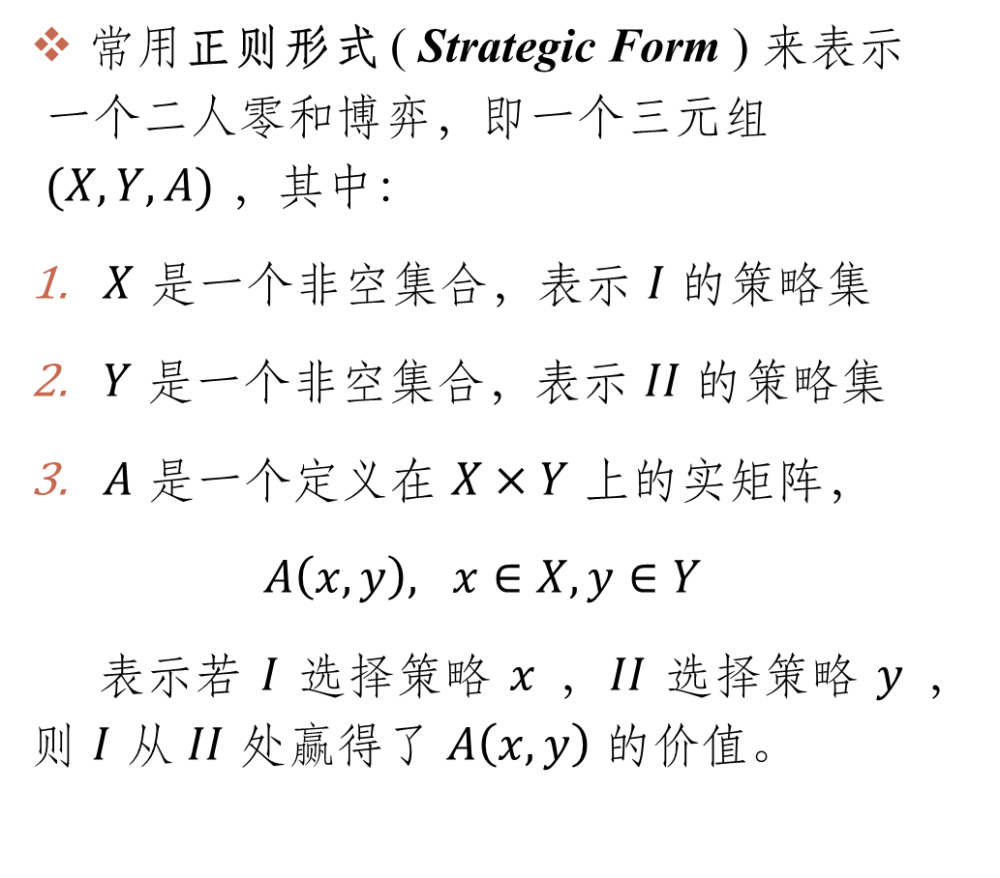 ❖ 常用正则形式 ( Strategic Form ) 来表示
一个二人零和博弈，即一个三元组
(X, Y, A) ，其中：
1. X 是一个非空集合，表示 I 的策略集
2. Y 是一个非空集合，表示 II 的策略集
3. A 是一个定义在 X × Y 上的实矩阵，
A(x, y), x ∈ X, y ∈ Y
表示若 I 选择策略 x ，II 选择策略 y ，
则 I 从 II 处赢得了 A(x, y) 的价值。